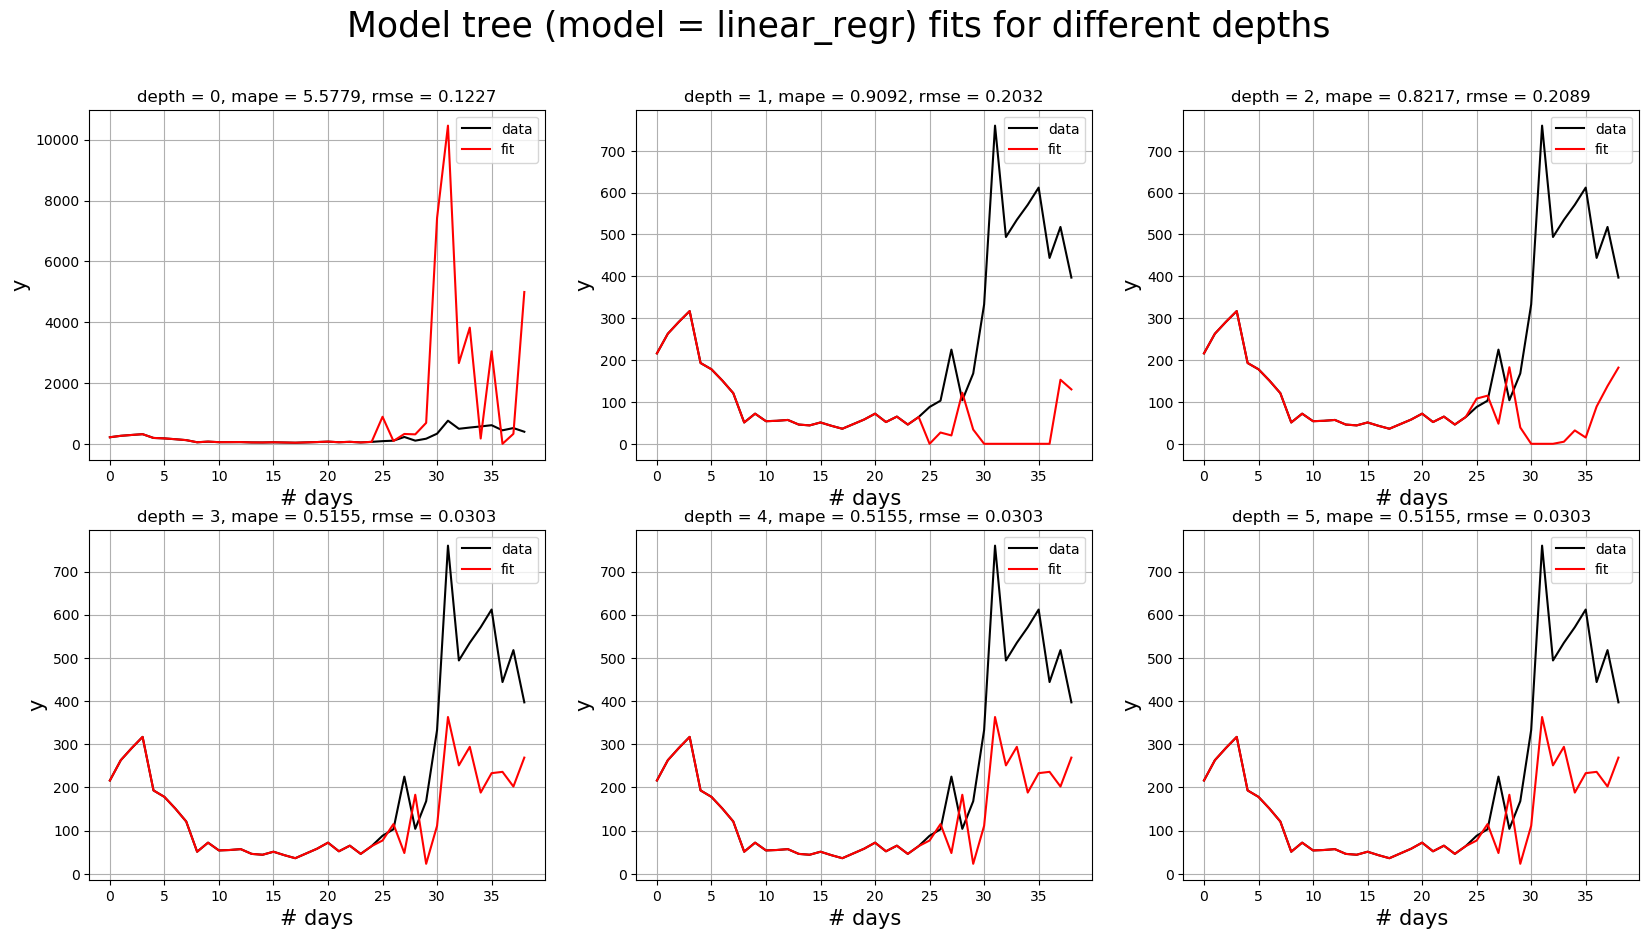 Model tree (model = linear_regr) fits for different depths
depth = 0, mape = 5.5779, rmse = 0.1227
data
fit
10000
8000
6000
4000
2000
0
y
0 5 10 15 20 25 30 35
# days
depth = 1, mape = 0.9092, rmse = 0.2032
data
fit
700
600
500
400
300
200
100
0
y
0 5 10 15 20 25 30 35
# days
depth = 2, mape = 0.8217, rmse = 0.2089
data
fit
700
600
500
400
300
200
100
0
y
0 5 10 15 20 25 30 35
# days
depth = 3, mape = 0.5155, rmse = 0.0303
data
fit
700
600
500
400
300
200
100
0
y
0 5 10 15 20 25 30 35
# days
depth = 4, mape = 0.5155, rmse = 0.0303
data
fit
700
600
500
400
300
200
100
0
y
0 5 10 15 20 25 30 35
# days
depth = 5, mape = 0.5155, rmse = 0.0303
data
fit
700
600
500
400
300
200
100
0
y
0 5 10 15 20 25 30 35
# days